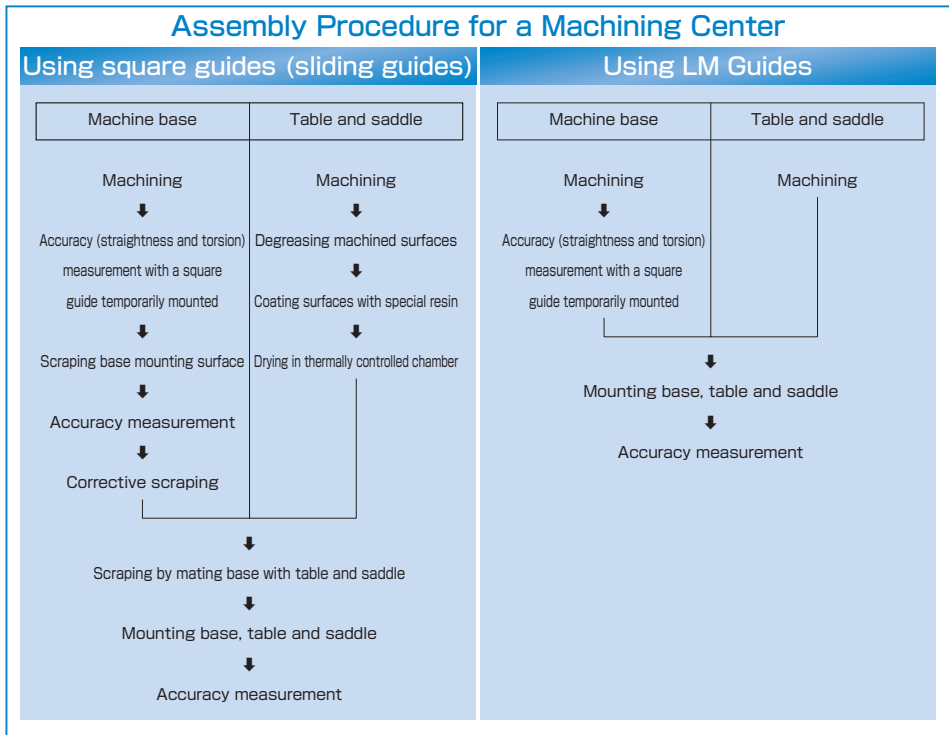 Assembly Procedure for a Machining Center
Using square guides (sliding guides)
Machine base
Table and saddle
Machining
Accuracy (straightness and torsion)
measurement with a square
guide temporarily mounted
Scraping base mounting surface
Accuracy measurement
Corrective scraping
Machining
Degreasing machined surfaces
Coating surfaces with special resin
Drying in thermally controlled chamber
Scraping by mating base with table and saddle
Mounting base, table and saddle
Accuracy measurement
Using LM Guides
Machine base
Table and saddle
Machining
Accuracy (straightness and torsion)
measurement with a square
guide temporarily mounted
Machining
Mounting base, table and saddle
Accuracy measurement